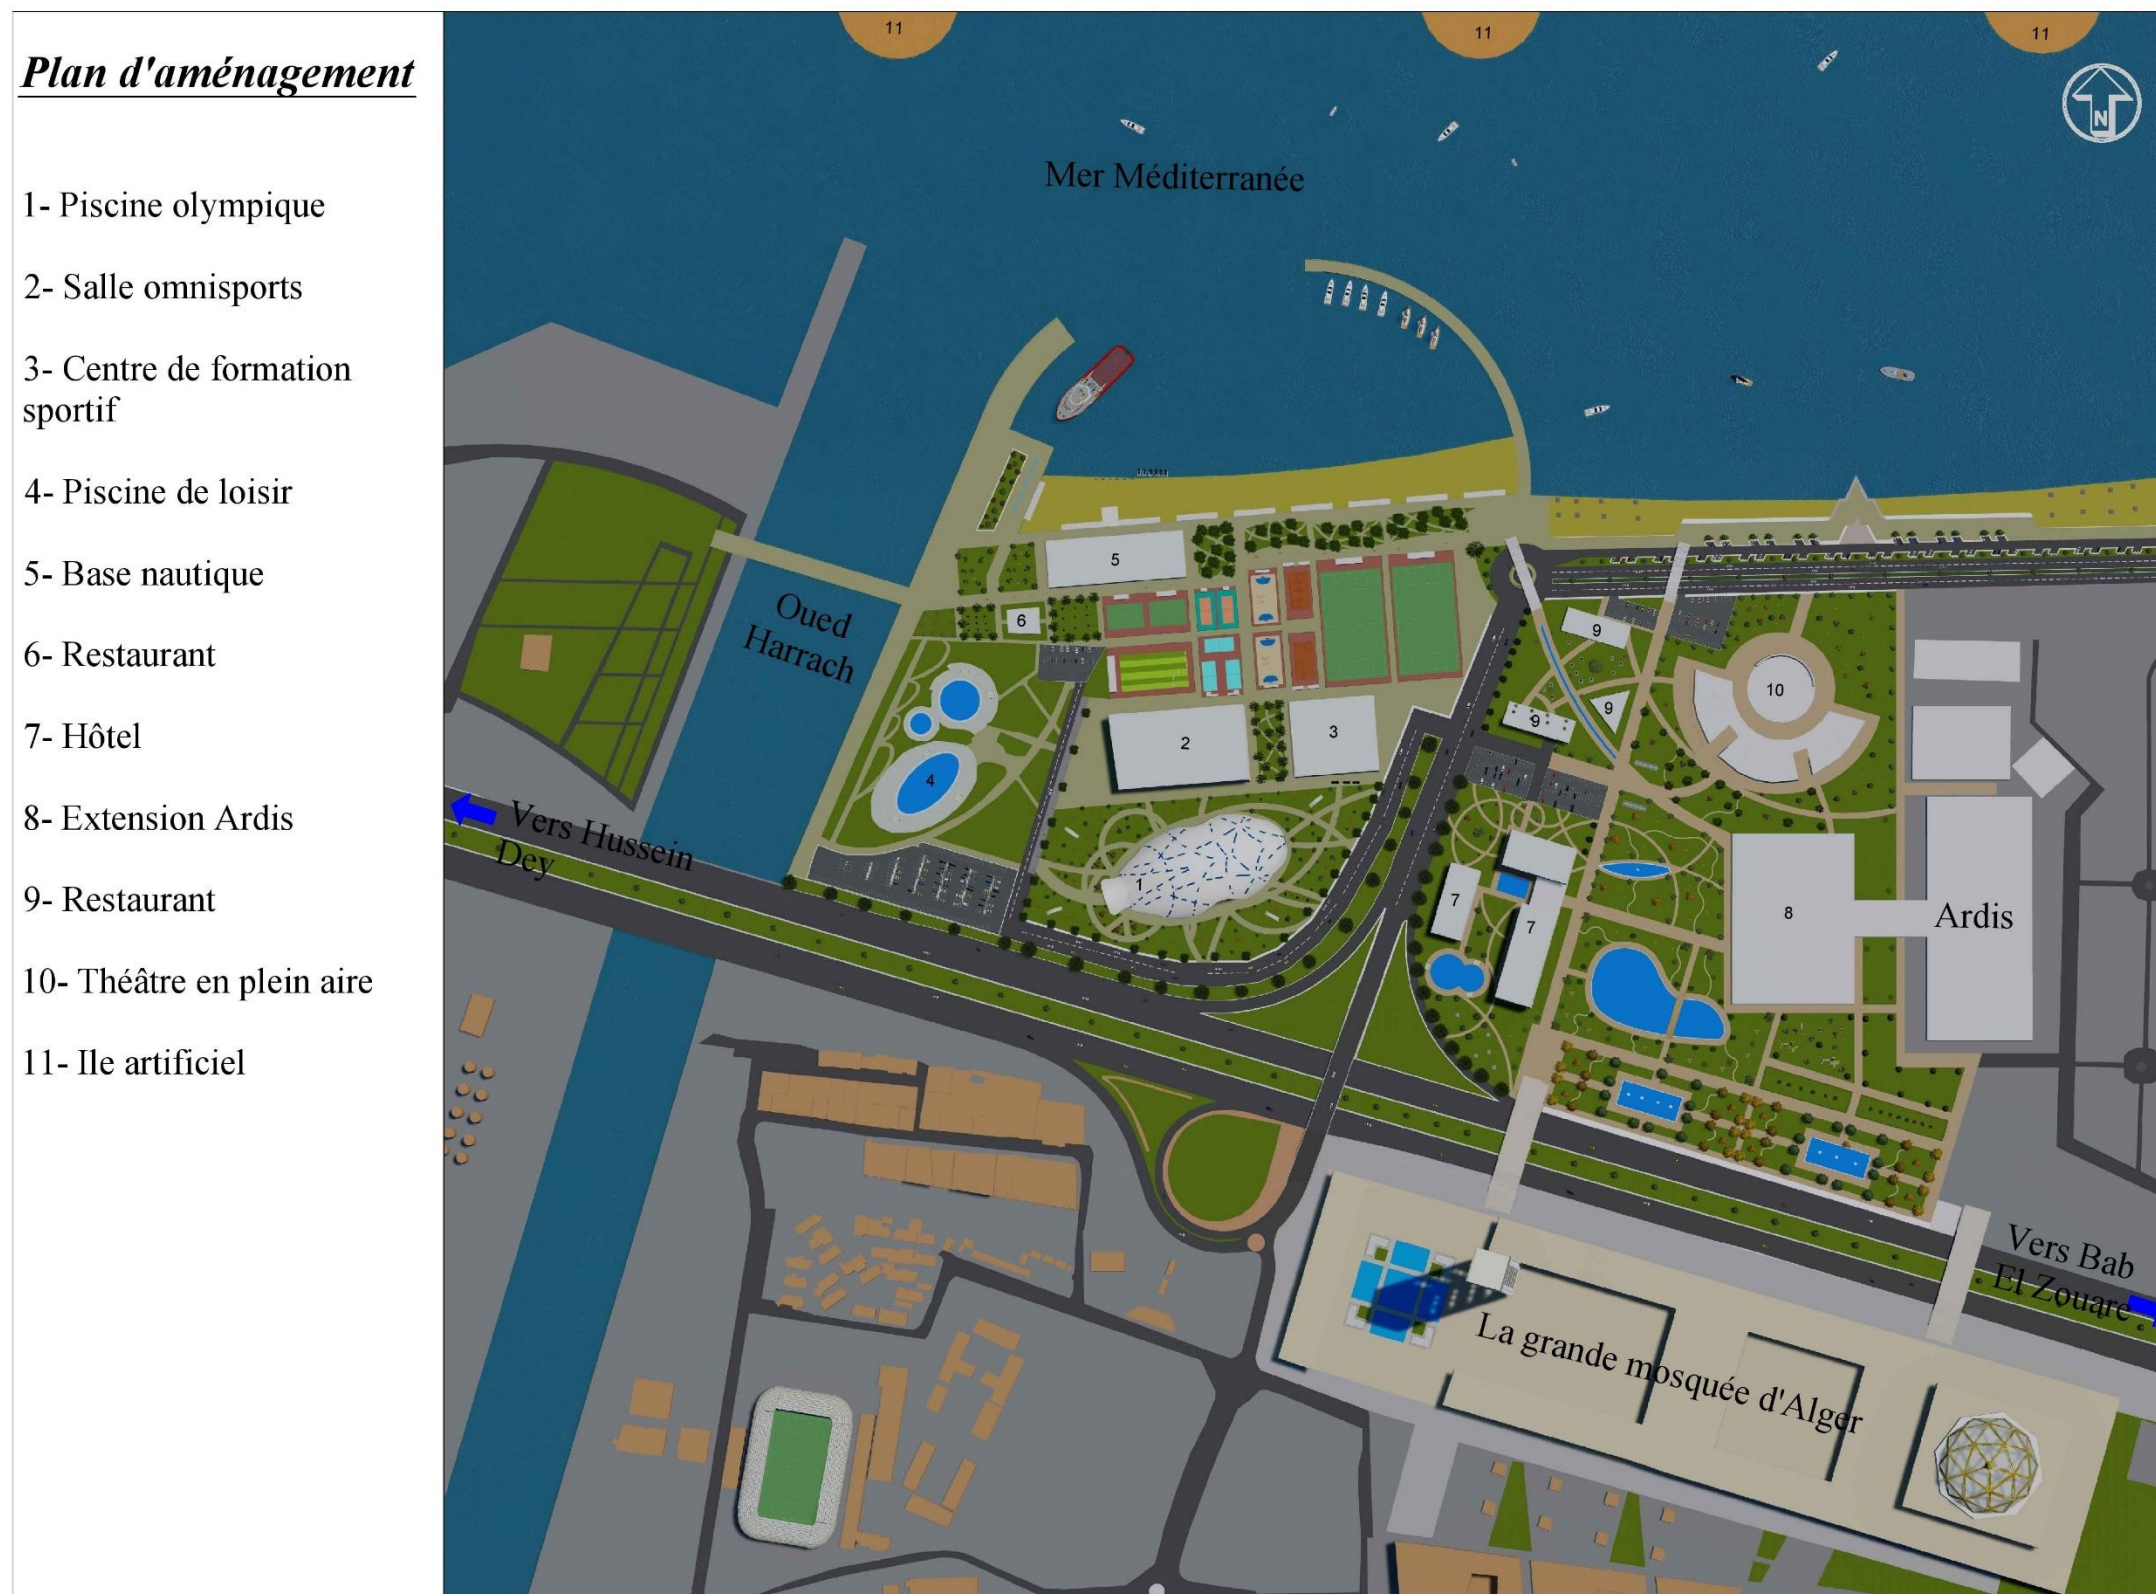 Plan d'aménagement
1- Piscine olympique
2- Salle omnisports
3- Centre de formation
sportif
4- Piscine de loisir
5- Base nautique
6- Restaurant
7- Hôtel
8- Extension Ardis
9- Restaurant
10- Théâtre en plein aire
11- Ile artificiel
11
11
11
N
Mer Méditerranée
5
Oued
Harrach
6
9
10
9
9
2
3
4
Vers Hussein
Dey
1
7
7
8
Ardis
Vers Bab
El Zouare
La grande mosquée d'Alger